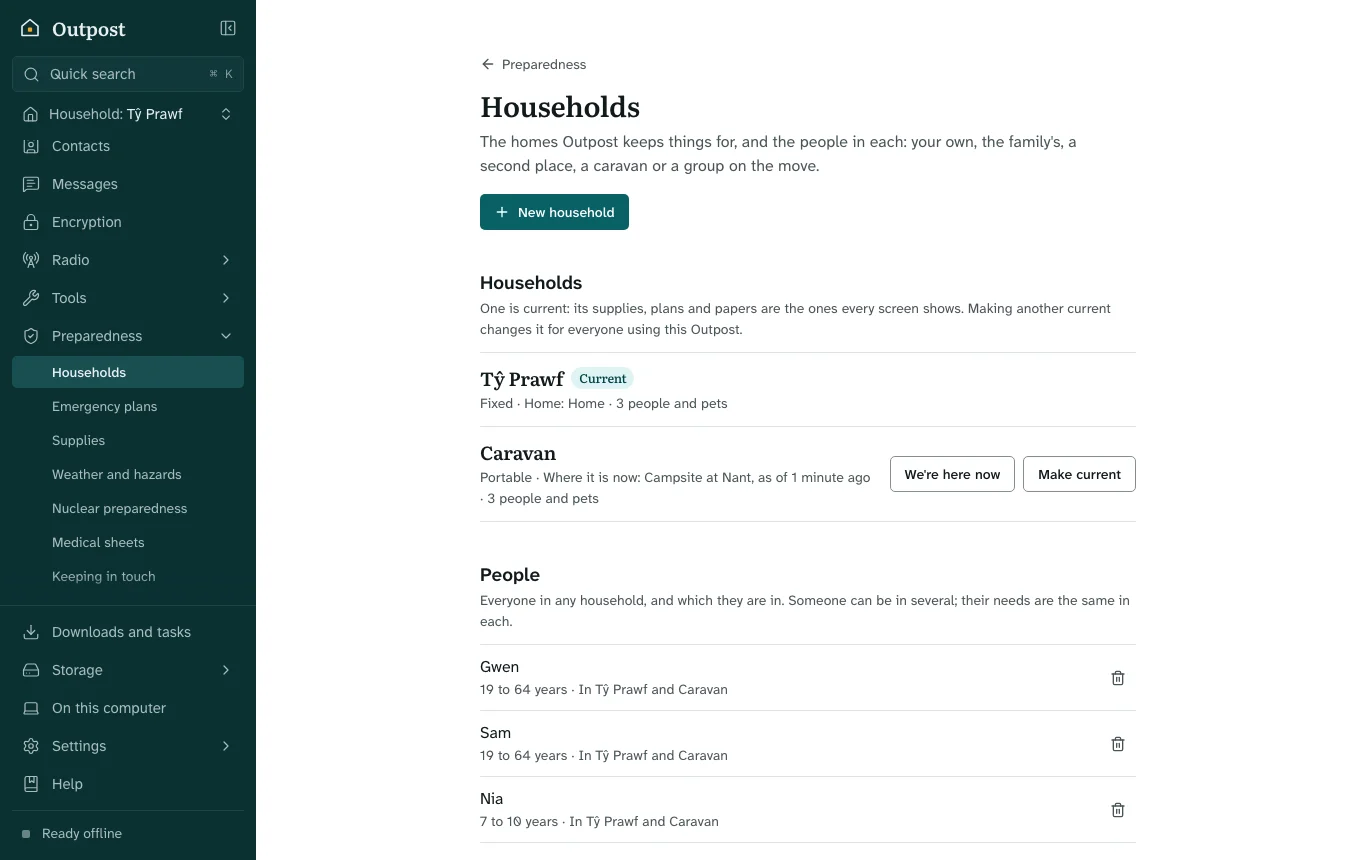 Outpost
Quick search ⌘ K
Household: Tŷ Prawf
Contacts
Messages
Encryption
Radio
Tools
Preparedness
Households
Emergency plans
Supplies
Weather and hazards
Nuclear preparedness
Medical sheets
Keeping in touch
Downloads and tasks
Storage
On this computer
Settings
Help
Ready offline
← Preparedness
Households
The homes Outpost keeps things for, and the people in each: your own, the family's, a
second place, a caravan or a group on the move.
+ New household
Households
One is current: its supplies, plans and papers are the ones every screen shows. Making another current
changes it for everyone using this Outpost.
Tŷ Prawf Current
Fixed · Home: Home · 3 people and pets
Caravan
Portable · Where it is now: Campsite at Nant, as of 1 minute ago
· 3 people and pets
We're here now Make current
People
Everyone in any household, and which they are in. Someone can be in several; their needs are the same in
each.
Gwen
19 to 64 years · In Tŷ Prawf and Caravan
Sam
19 to 64 years · In Tŷ Prawf and Caravan
Nia
7 to 10 years · In Tŷ Prawf and Caravan